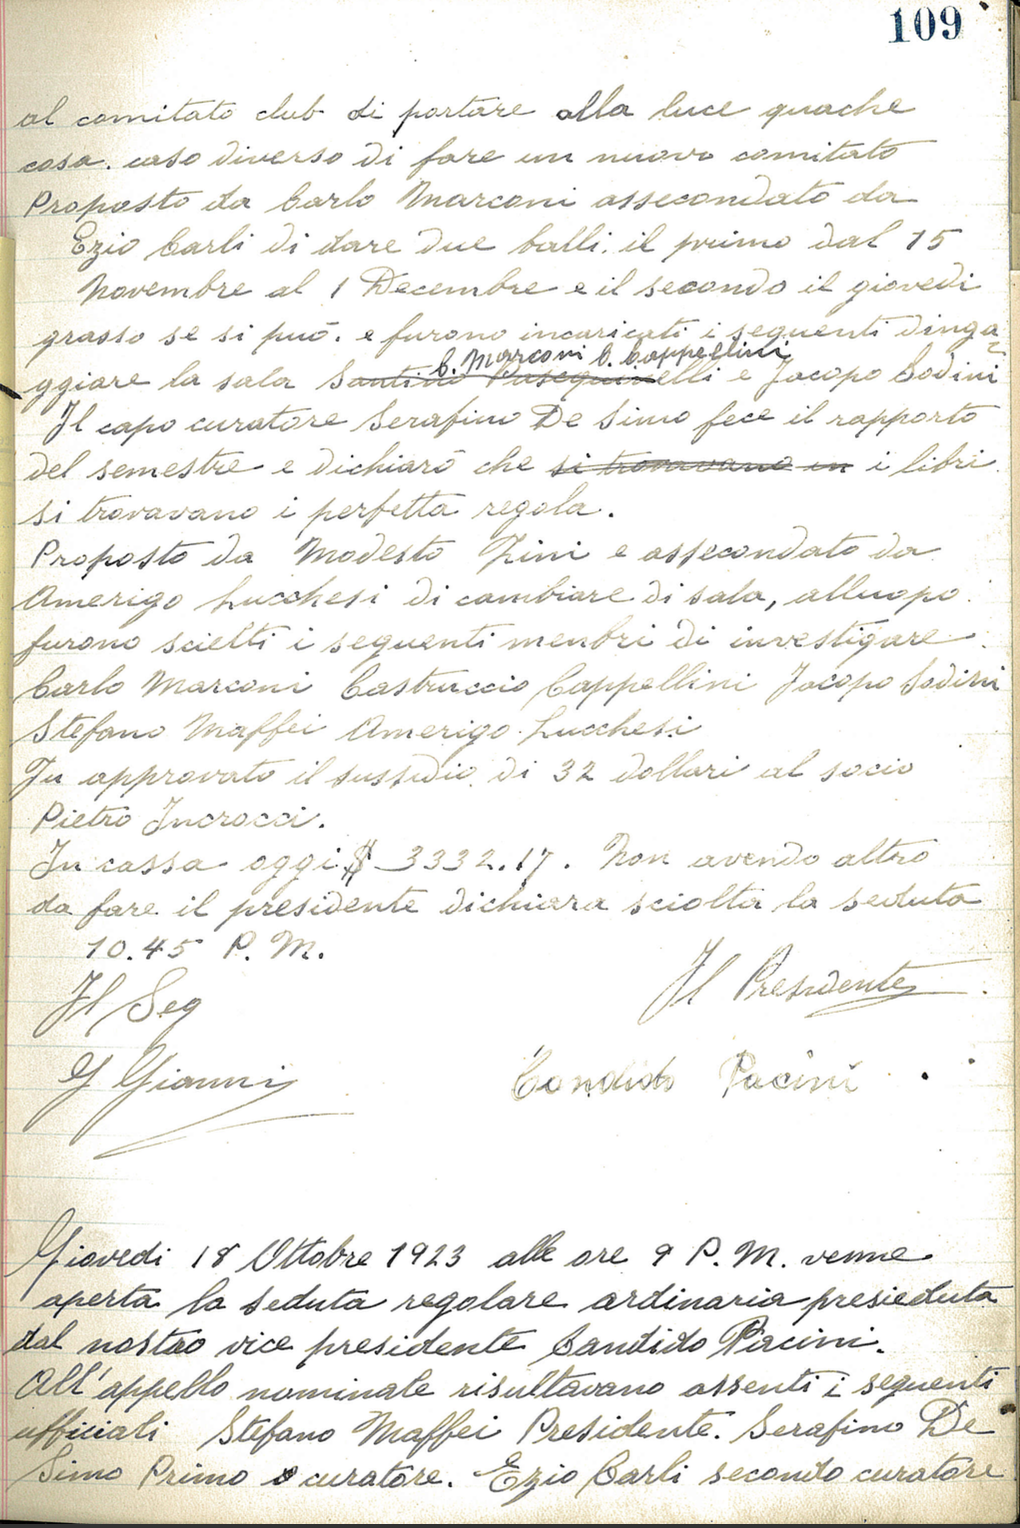 109
al comitato club di portare alla luce quache
cosa. caso diverso di fare un nuovo comitato
Proposto da Carlo Marconi assecondato da
Ezio Carli di dare due balli. il primo dal 15
Novembre al 1 Decembre e il secondo il giovedi
grasso se si può. e furono incaricati i seguenti dinga
C. Marconi C. Cappellini
ggiare la sala Santino Pasquinelli e Jacopo Sodini
Il capo curatore Serafino De Simo fece il rapporto
del semestre e dichiarò che si trovavano in i libri
si trovavano i perfetta regola.
Proposto da Modesto Zini e assecondato da
Amerigo Lucchesi di cambiare di sala, alluopo.
furono scielti i seguenti menbri di investigare
Carlo Marconi Castruccio Cappellini Jacopo Sodini
Stefano Maffei Amerigo Lucchesi
Fu approvato il sussidio di 32 dollari al socio
Pietro Incrocci.
In cassa oggi $ 3332.17. Non avendo altro
da fare il presidente dichiara sciolta la seduta
10.45 P. M.
Il Seg
Il Presidente
G Gianni
Candido Pacini
Giovedi 18 Ottobre 1923 alle ore 9 P. M. venne
aperta la seduta regolare ardinaria presieduta
dal nostro vice presidente Candido Pacini.
All'appello nominale risultavano assenti i seguenti
ufficiali Stefano Maffei Presidente. Serafino De
Simo Primo curatore. Ezio Carli secondo curatore